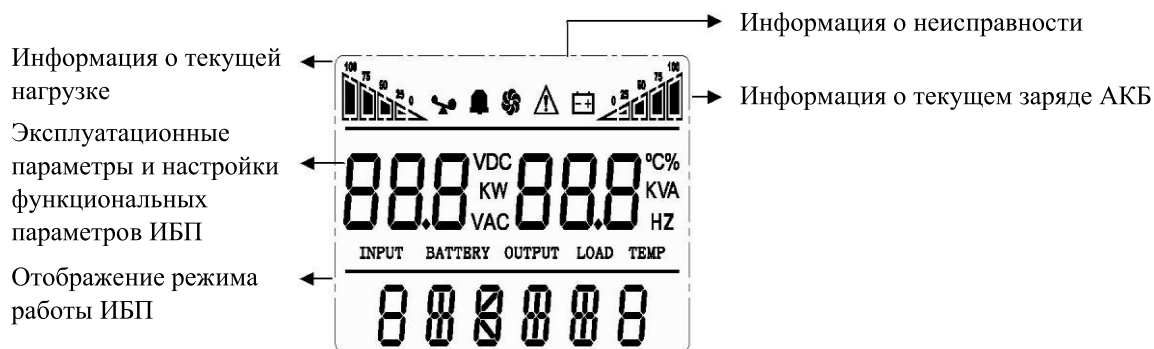 Информация о неисправности
Информация о текущей
нагрузке
100 75 50 25 0
0 25 50 75 100
Информация о текущем заряде АКБ
Эксплуатационные
параметры и настройки
функциональных
параметров ИБП
88.8 VDC KW VAC 88.8 °C% KVA HZ
INPUT BATTERY OUTPUT LOAD TEMP
Отображение режима
работы ИБП